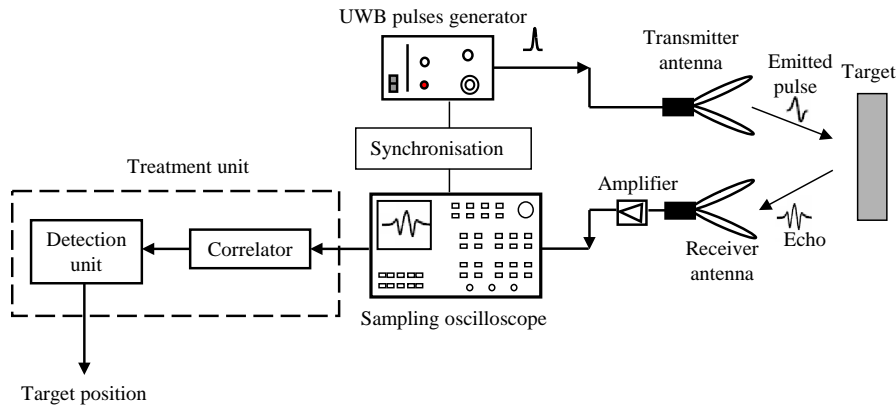 UWB pulses generator
Transmitter
antenna
Emitted
pulse
Target
Synchronisation
Treatment unit
Amplifier
Detection
unit
Correlator
Echo
Receiver
antenna
Sampling oscilloscope
Target position